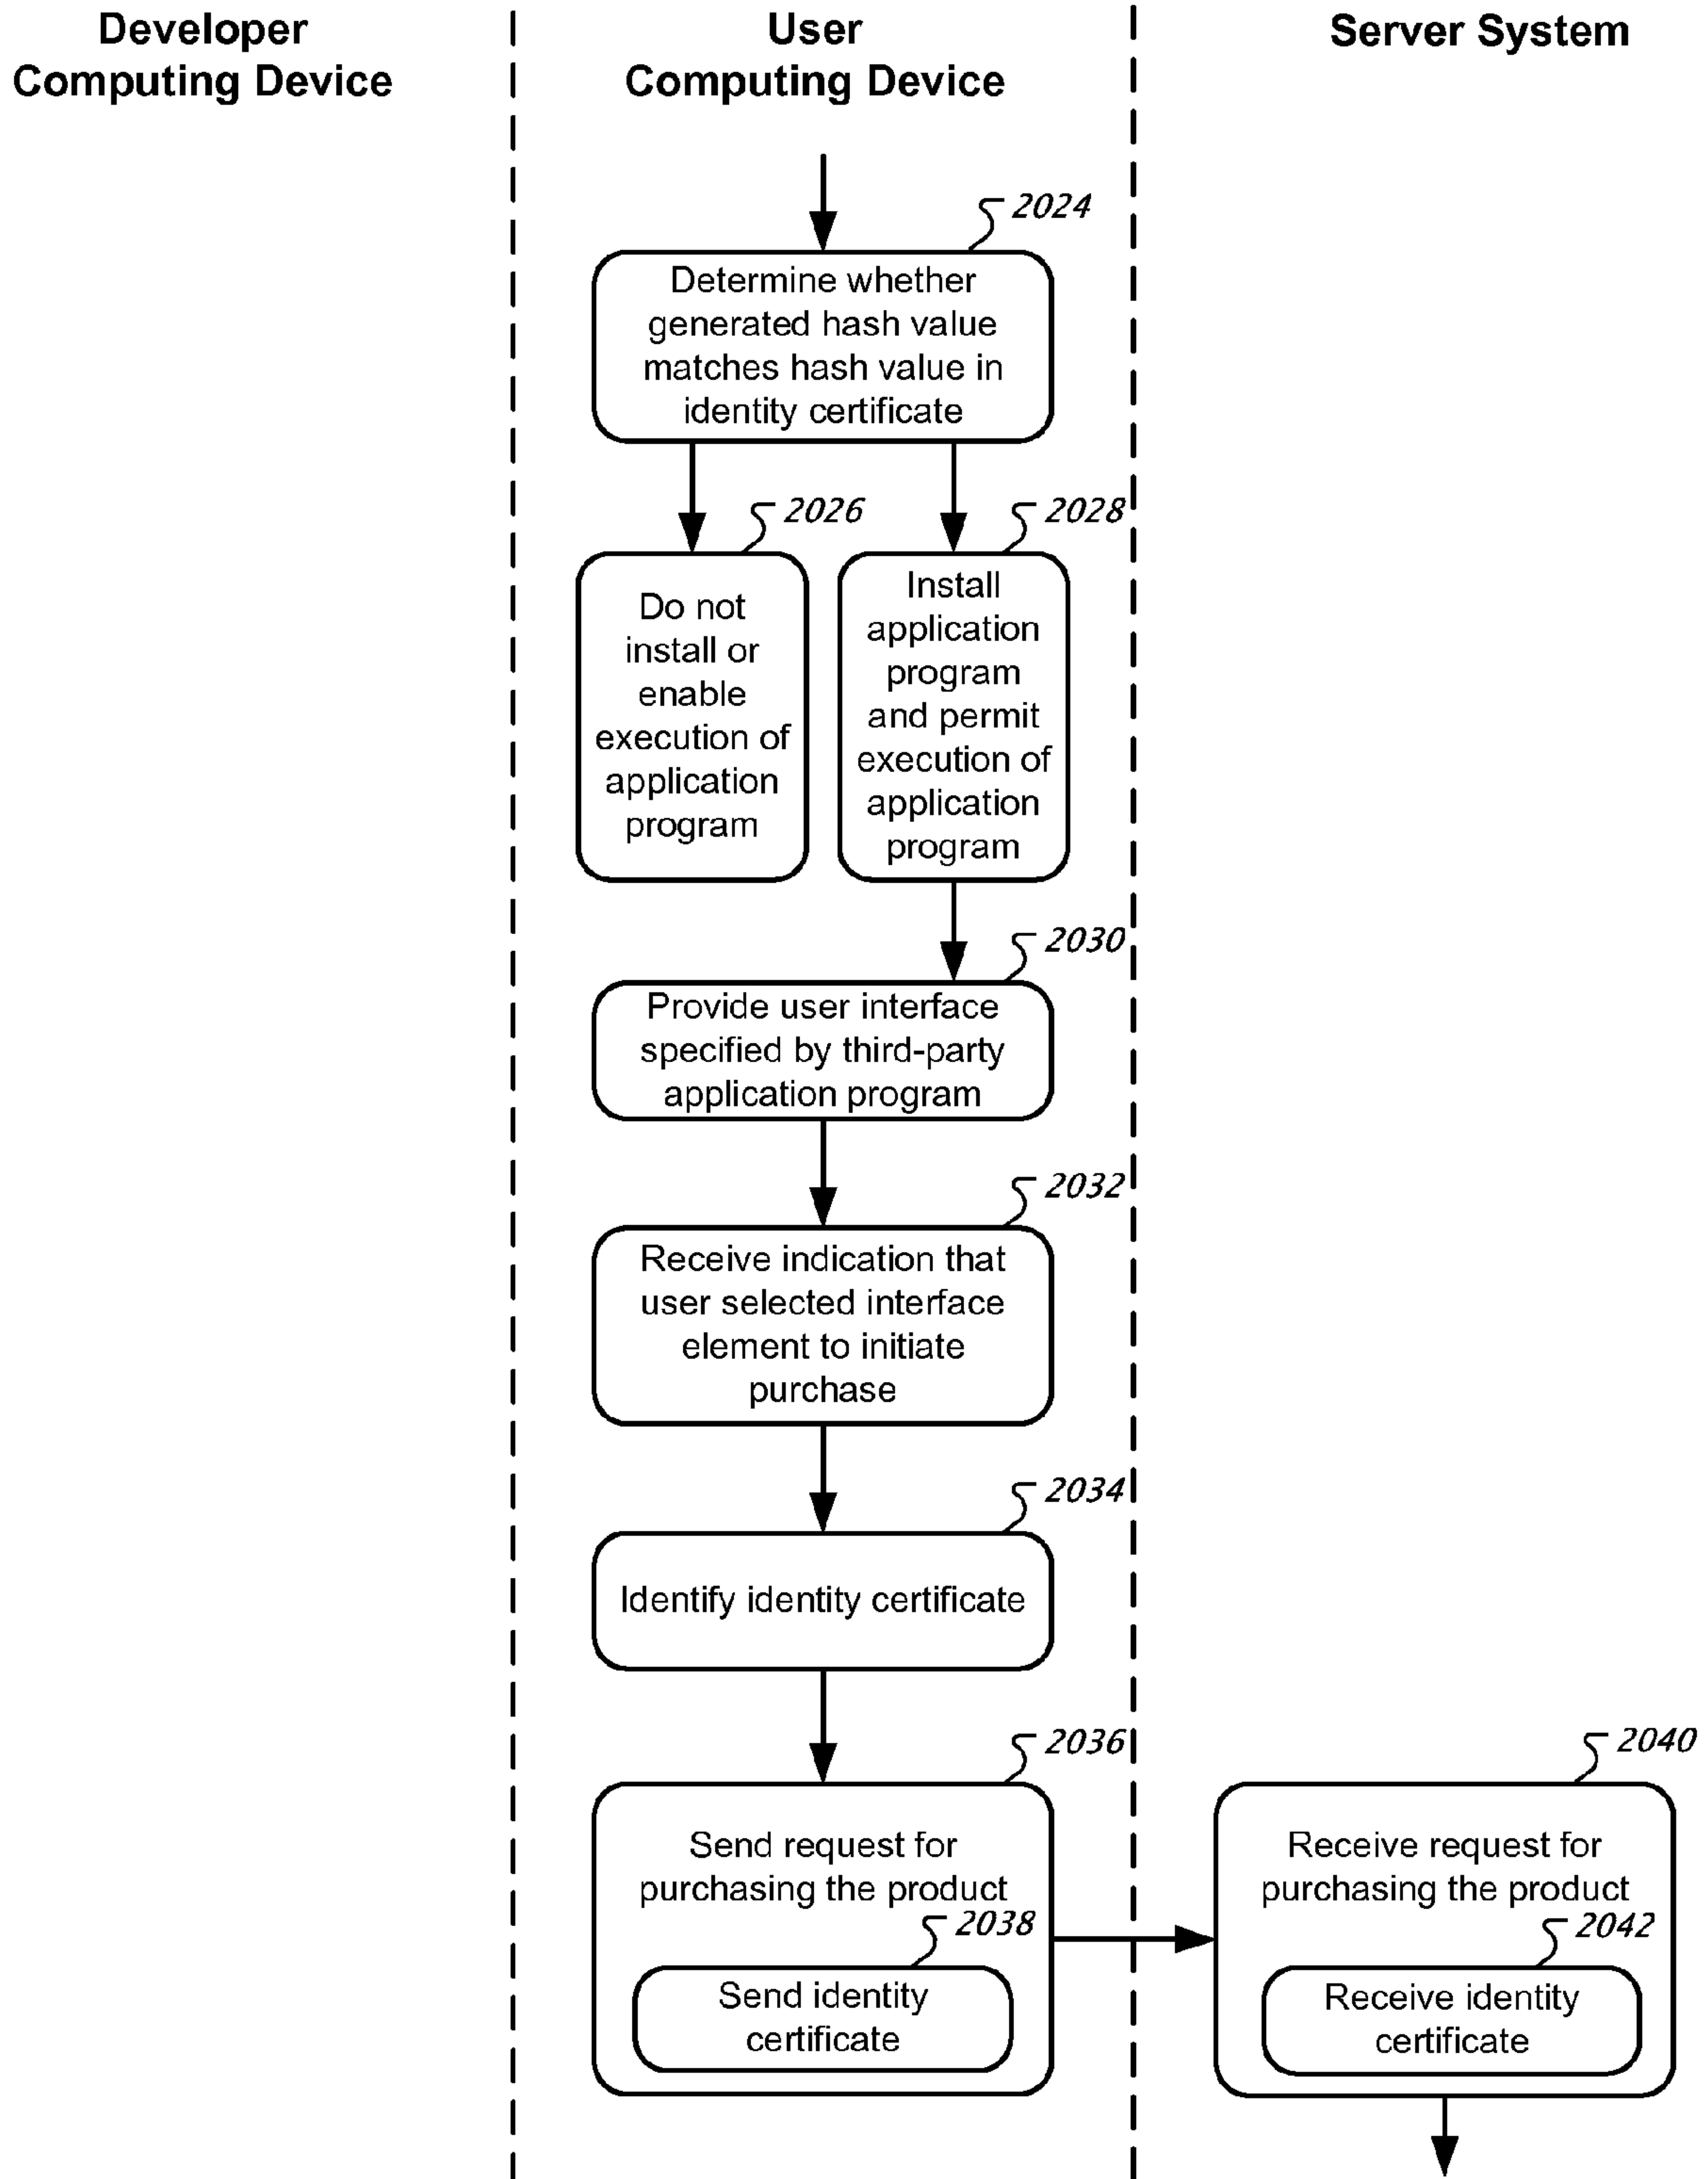 Developer
Computing Device
User
Computing Device
Server System
2024
Determine whether
generated hash value
matches hash value in
identity certificate
2026
Do not
install or
enable
execution of
application
program
2028
Install
application
program
and permit
execution of
application
program
2030
Provide user interface
specified by third-party
application program
2032
Receive indication that
user selected interface
element to initiate
purchase
2034
Identify identity certificate
2036
Send request for
purchasing the product
2038
Send identity
certificate
2040
Receive request for
purchasing the product
2042
Receive identity
certificate